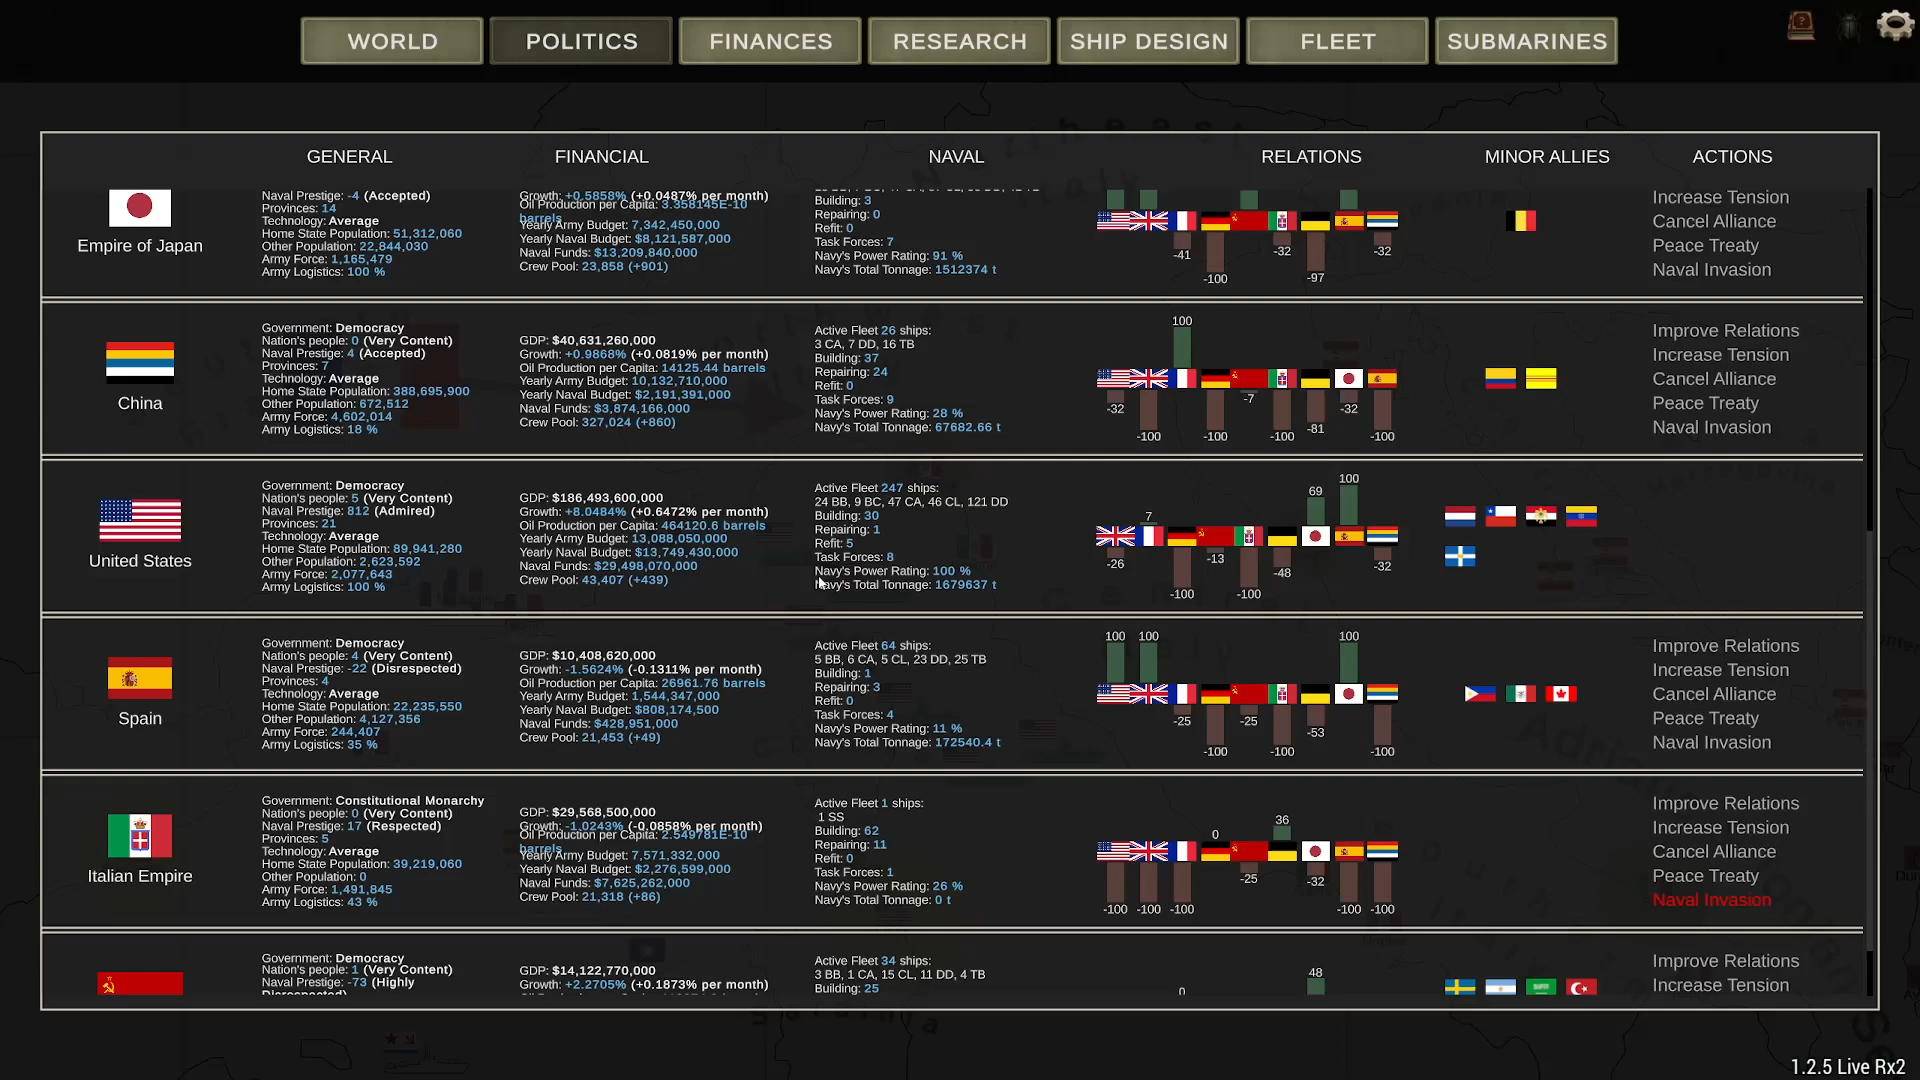 WORLD POLITICS FINANCES RESEARCH SHIP DESIGN FLEET SUBMARINES
GENERAL FINANCIAL NAVAL RELATIONS MINOR ALLIES ACTIONS
Empire of Japan
Naval Prestige: -4 (Accepted)
Provinces: 14
Technology: Average
Home State Population: 51,312,060
Other Population: 22,844,030
Army Force: 1,165,479
Army Logistics: 100 %
Growth: +0.5858% (+0.0487% per month)
Oil Production per Capita: 3.358145E-10
barrels
Yearly Army Budget: 7,342,450,000
Yearly Naval Budget: $8,121,587,000
Naval Funds: $13,209,840,000
Crew Pool: 23,858 (+901)
Building: 3
Repairing: 0
Refit: 0
Task Forces: 7
Navy's Power Rating: 91 %
Navy's Total Tonnage: 1512374 t
-41 -100 -32 -97 -32
Increase Tension
Cancel Alliance
Peace Treaty
Naval Invasion
China
Government: Democracy
Nation's people: 0 (Very Content)
Naval Prestige: 4 (Accepted)
Provinces: 7
Technology: Average
Home State Population: 388,695,900
Other Population: 672,512
Army Force: 4,602,014
Army Logistics: 18 %
GDP: $40,631,260,000
Growth: +0.9868% (+0.0819% per month)
Oil Production per Capita: 14125.44 barrels
Yearly Army Budget: 10,132,710,000
Yearly Naval Budget: $2,191,391,000
Naval Funds: $3,874,166,000
Crew Pool: 327,024 (+860)
Active Fleet 26 ships:
3 CA, 7 DD, 16 TB
Building: 37
Repairing: 24
Refit: 0
Task Forces: 9
Navy's Power Rating: 28 %
Navy's Total Tonnage: 67682.66 t
100
-32 -100 -100 -7 -100 -81 -32 -100
Improve Relations
Increase Tension
Cancel Alliance
Peace Treaty
Naval Invasion
United States
Government: Democracy
Nation's people: 5 (Very Content)
Naval Prestige: 812 (Admired)
Provinces: 21
Technology: Average
Home State Population: 89,941,280
Other Population: 2,623,592
Army Force: 2,077,643
Army Logistics: 100 %
GDP: $186,493,600,000
Growth: +8.0484% (+0.6472% per month)
Oil Production per Capita: 464120.6 barrels
Yearly Army Budget: 13,088,050,000
Yearly Naval Budget: $13,749,430,000
Naval Funds: $29,498,070,000
Crew Pool: 43,407 (+439)
Active Fleet 247 ships:
24 BB, 9 BC, 47 CA, 46 CL, 121 DD
Building: 30
Repairing: 1
Refit: 5
Task Forces: 8
Navy's Power Rating: 100 %
Navy's Total Tonnage: 1679637 t
7 69 100
-26 -100 -13 -100 -48 -32
Spain
Government: Democracy
Nation's people: 4 (Very Content)
Naval Prestige: -22 (Disrespected)
Provinces: 4
Technology: Average
Home State Population: 22,235,550
Other Population: 4,127,356
Army Force: 244,407
Army Logistics: 35 %
GDP: $10,408,620,000
Growth: -1.5624% (-0.1311% per month)
Oil Production per Capita: 26961.76 barrels
Yearly Army Budget: 1,544,347,000
Yearly Naval Budget: $808,174,500
Naval Funds: $428,951,000
Crew Pool: 21,453 (+49)
Active Fleet 64 ships:
5 BB, 6 CA, 5 CL, 23 DD, 25 TB
Building: 1
Repairing: 3
Refit: 0
Task Forces: 4
Navy's Power Rating: 11 %
Navy's Total Tonnage: 172540.4 t
100 100 100
-25 -100 -25 -100 -53 -100
Improve Relations
Increase Tension
Cancel Alliance
Peace Treaty
Naval Invasion
Italian Empire
Government: Constitutional Monarchy
Nation's people: 0 (Very Content)
Naval Prestige: 17 (Respected)
Provinces: 5
Technology: Average
Home State Population: 39,219,060
Other Population: 0
Army Force: 1,491,845
Army Logistics: 43 %
GDP: $29,568,500,000
Growth: -1.0243% (-0.0858% per month)
Oil Production per Capita: 2.549781E-10
barrels
Yearly Army Budget: 7,571,332,000
Yearly Naval Budget: $2,276,599,000
Naval Funds: $7,625,262,000
Crew Pool: 21,318 (+86)
Active Fleet 1 ships:
1 SS
Building: 62
Repairing: 11
Refit: 0
Task Forces: 1
Navy's Power Rating: 26 %
Navy's Total Tonnage: 0 t
0 36
-100 -100 -100 -25 -32 -100 -100
Improve Relations
Increase Tension
Cancel Alliance
Peace Treaty
Naval Invasion
Government: Democracy
Nation's people: 1 (Very Content)
Naval Prestige: -73 (Highly
Disrespected)
GDP: $14,122,770,000
Growth: +2.2705% (+0.1873% per month)
Active Fleet 34 ships:
3 BB, 1 CA, 15 CL, 11 DD, 4 TB
Building: 25
0 48
Improve Relations
Increase Tension
1.2.5 Live Rx2